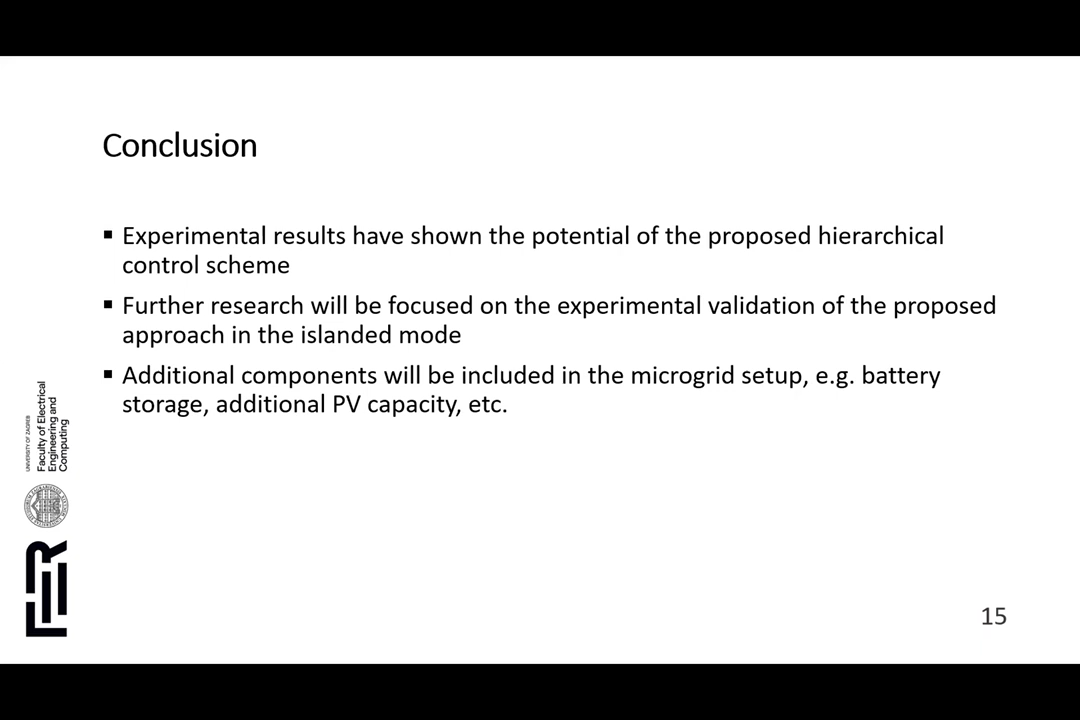 Conclusion
▪ Experimental results have shown the potential of the proposed hierarchical
control scheme
▪ Further research will be focused on the experimental validation of the proposed
approach in the islanded mode
▪ Additional components will be included in the microgrid setup, e.g. battery
storage, additional PV capacity, etc.
UNIVERSITY OF ZAGREB
Faculty of Electrical
Engineering and
Computing
FER
15